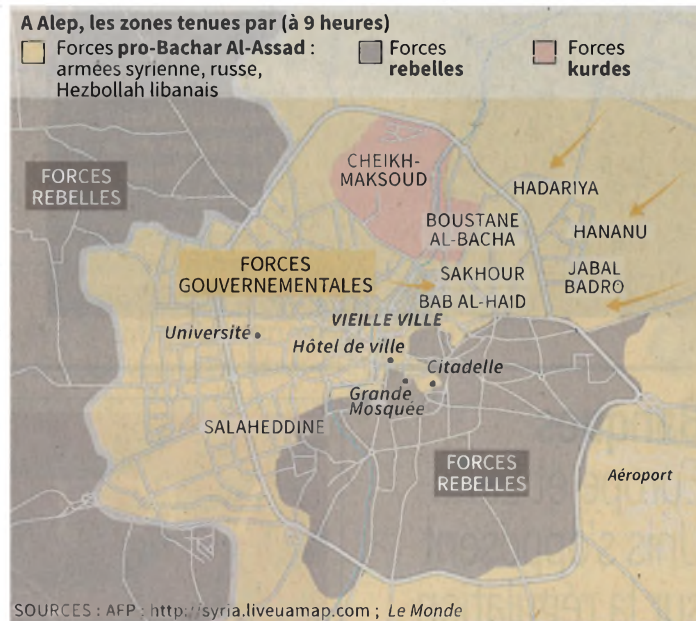 A Alep, les zones tenues par (à 9 heures)
Forces pro-Bachar Al-Assad :
armées syrienne, russe,
Hezbollah libanais
Forces
rebelles
Forces
kurdes
FORCES
REBELLES
CHEIKH-
MAKSOUD
HADARIYA
BOUSTANE
AL-BACHA
HANANU
FORCES
GOUVERNEMENTALES
SAKHOUR
JABAL
BADRO
BAB AL-HAID
VIEILLE VILLE
Université
Hôtel de ville
Citadelle
Grande
Mosquée
SALAHEDDINE
FORCES
REBELLES
Aéroport
SOURCES : AFP ; http://syria.liveuamap.com ; Le Monde